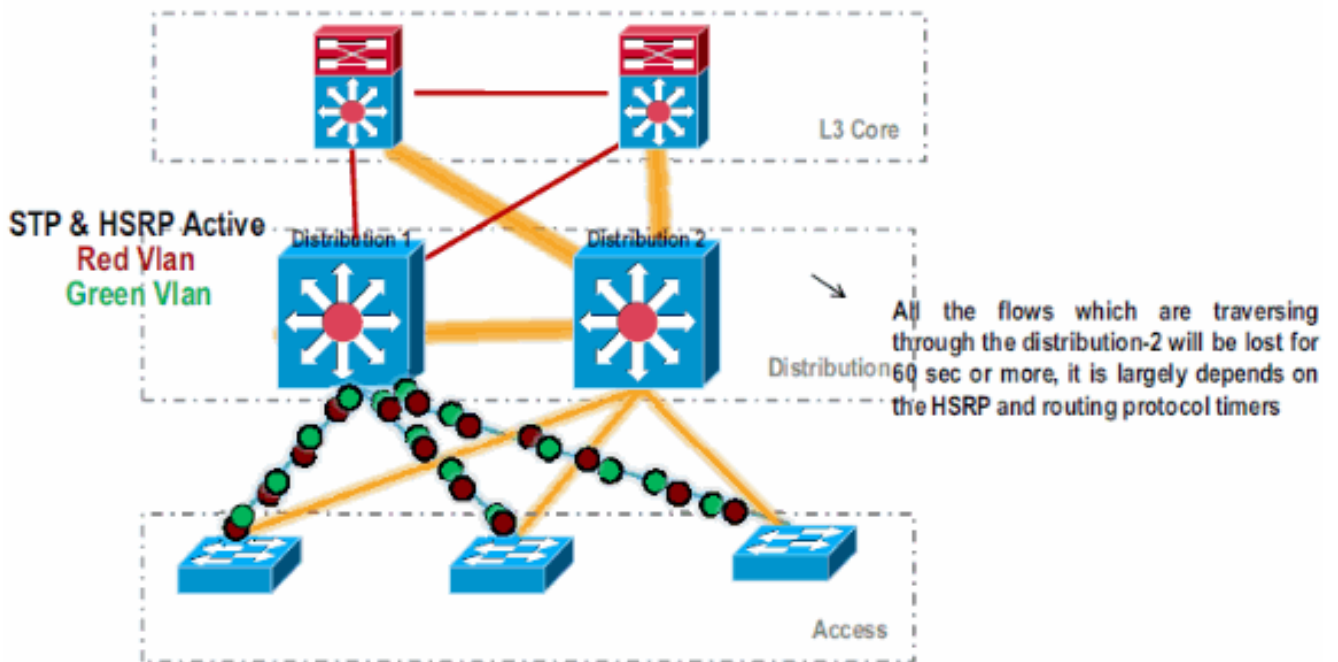 L3 Core
STP & HSRP Active
Red Vlan
Green Vlan
Distribution 1
Distribution 2
All the flows which are traversing
through the distribution-2 will be lost for
60 sec or more, it is largely depends on
the HSRP and routing protocol timers
Distribution
Access